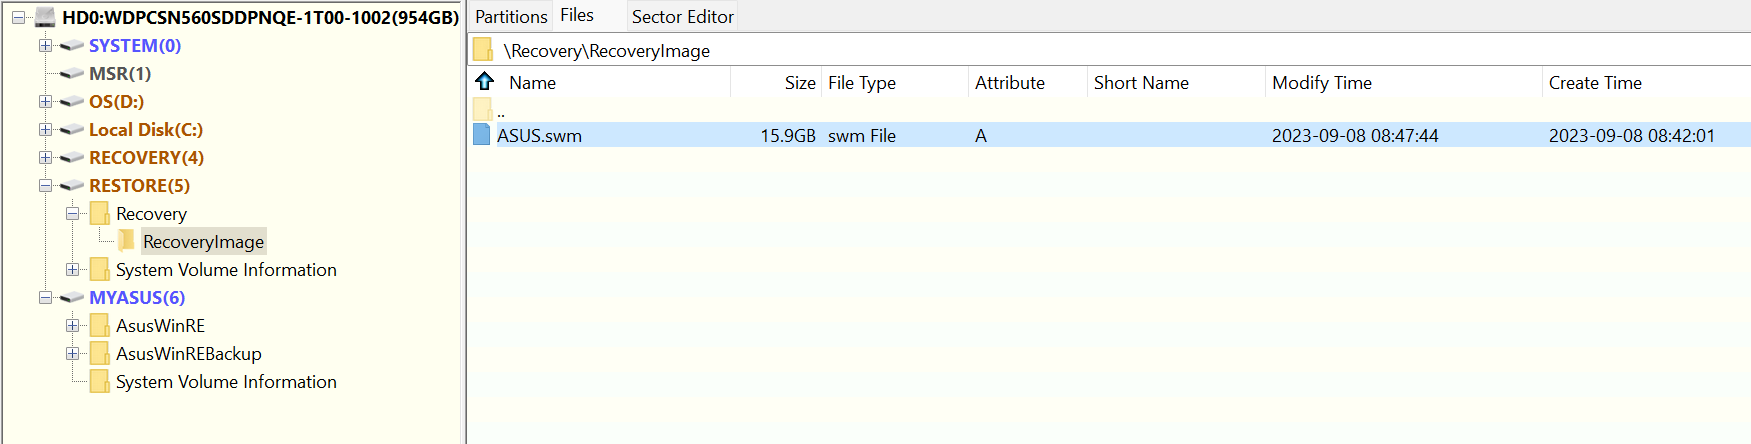 HD0:WDPCSN560SDDPNQE-1T00-1002(954GB)
SYSTEM(0)
MSR(1)
OS(D:)
Local Disk(C:)
RECOVERY(4)
RESTORE(5)
Recovery
RecoveryImage
System Volume Information
MYASUS(6)
AsusWinRE
AsusWinREBackup
System Volume Information
Partitions Files Sector Editor
\Recovery\RecoveryImage
Name Size File Type Attribute Short Name Modify Time Create Time
..
ASUS.swm 15.9GB swm File A 2023-09-08 08:47:44 2023-09-08 08:42:01